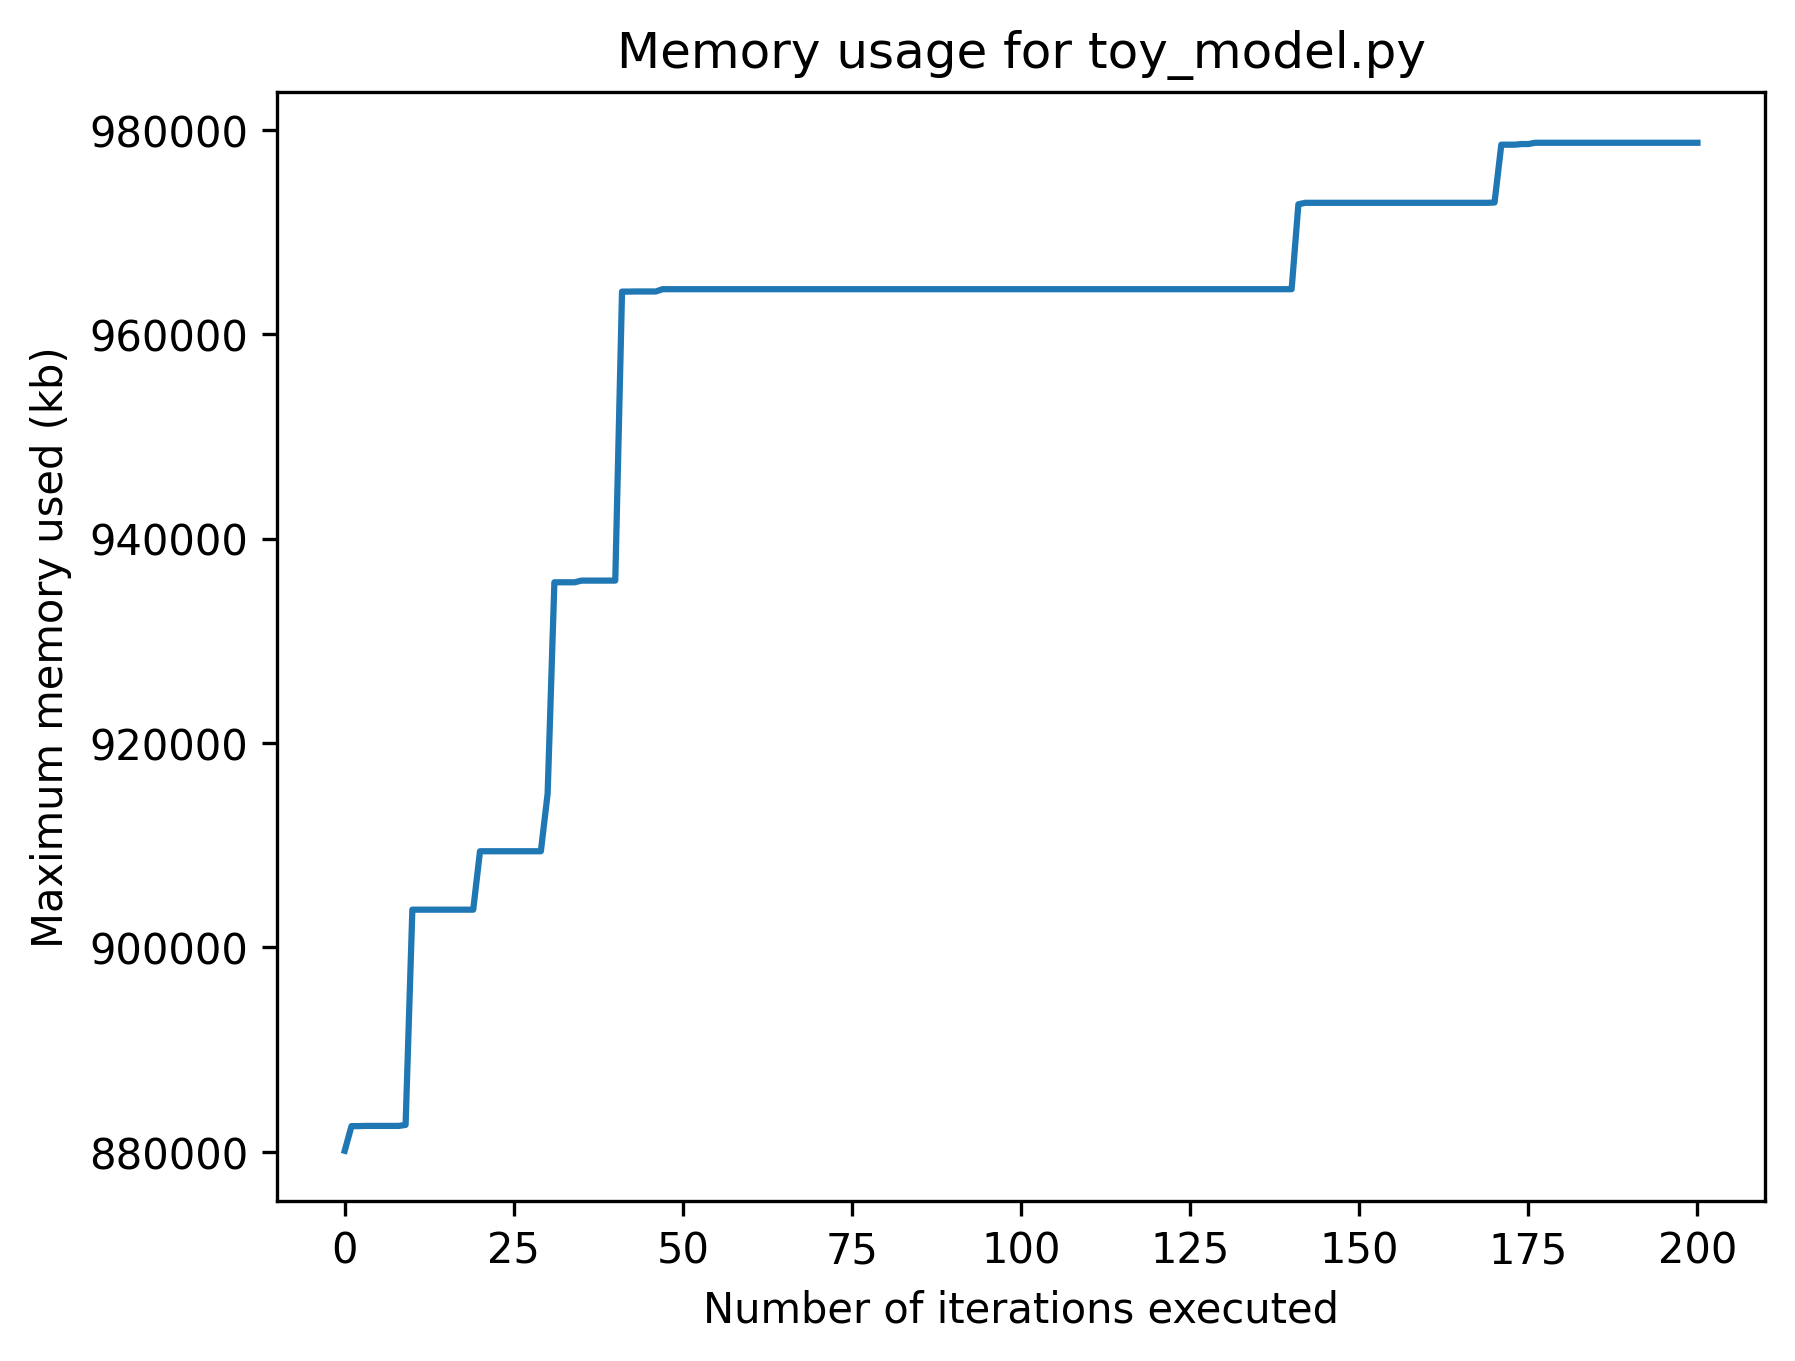 Memory usage for toy_model.py
Maximum memory used (kb)
980000
960000
940000
920000
900000
880000
0 25 50 75 100 125 150 175 200
Number of iterations executed